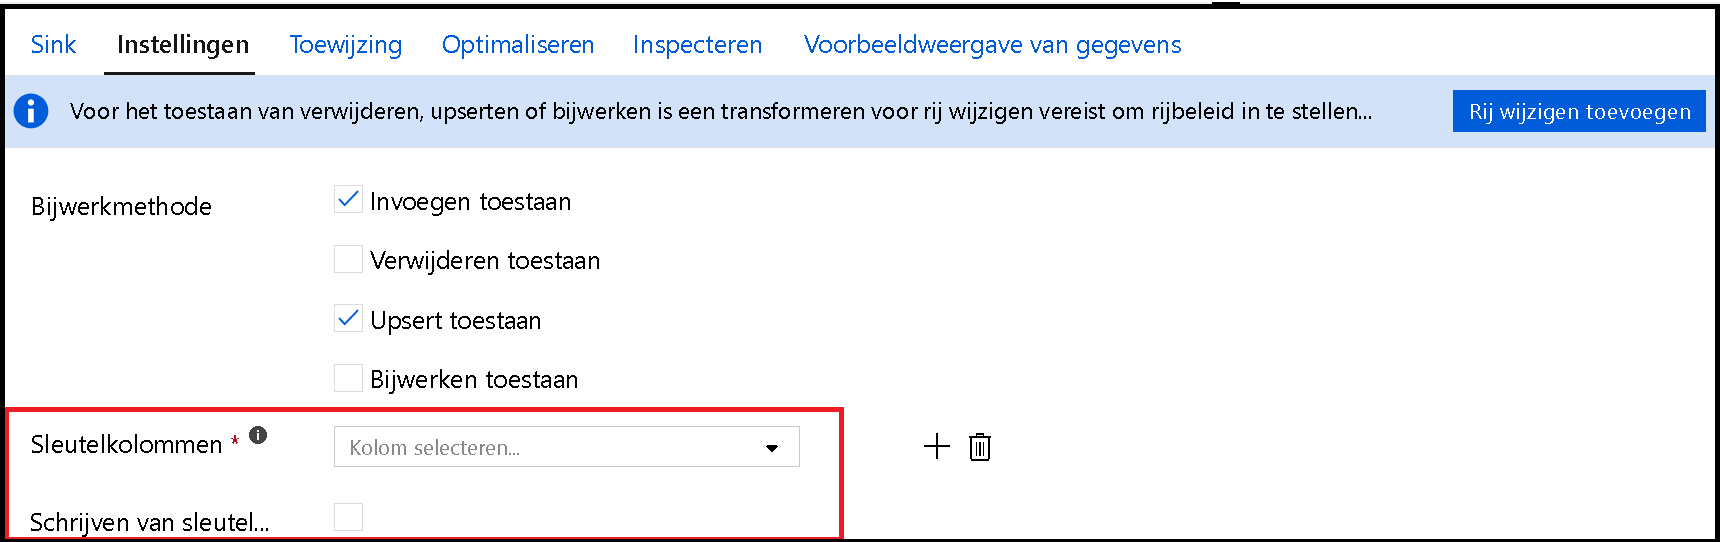 Sink Instellingen Toewijzing Optimaliseren Inspecteren Voorbeeldweergave van gegevens
Voor het toestaan van verwijderen, upserten of bijwerken is een transformeren voor rij wijzigen vereist om rijbeleid in te stellen... Rij wijzigen toevoegen
Bijwerkmethode Invoegen toestaan
Verwijderen toestaan
Upsert toestaan
Bijwerken toestaan
Sleutelkolommen * Kolom selecteren...
Schrijven van sleutel...